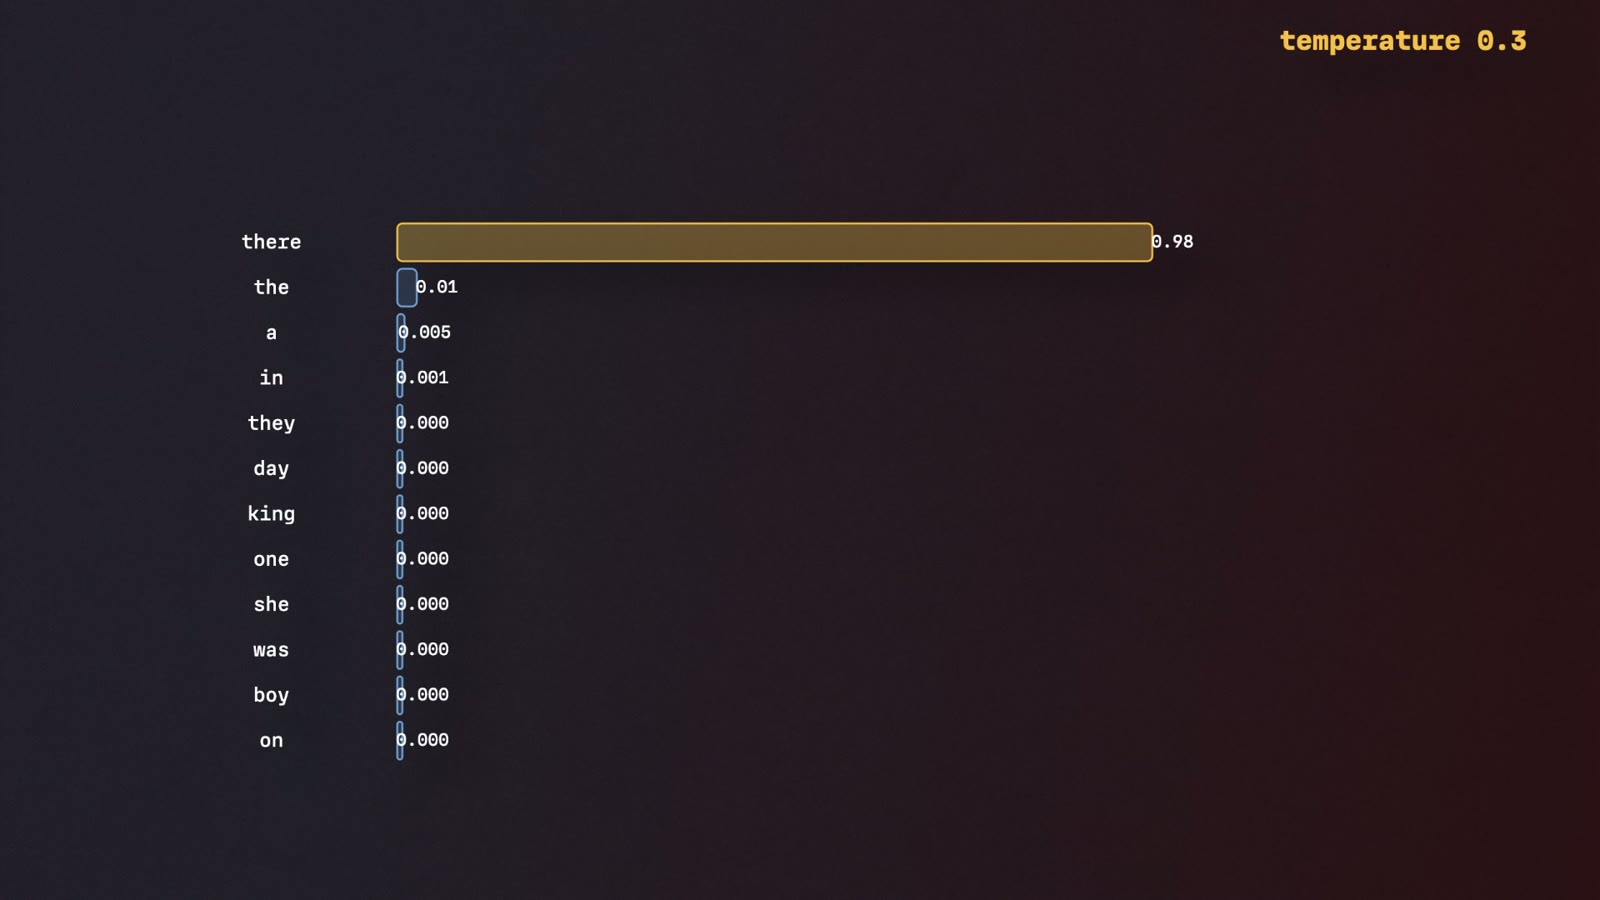 temperature 0.3
there 0.98
the 0.01
a 0.005
in 0.001
they 0.000
day 0.000
king 0.000
one 0.000
she 0.000
was 0.000
boy 0.000
on 0.000